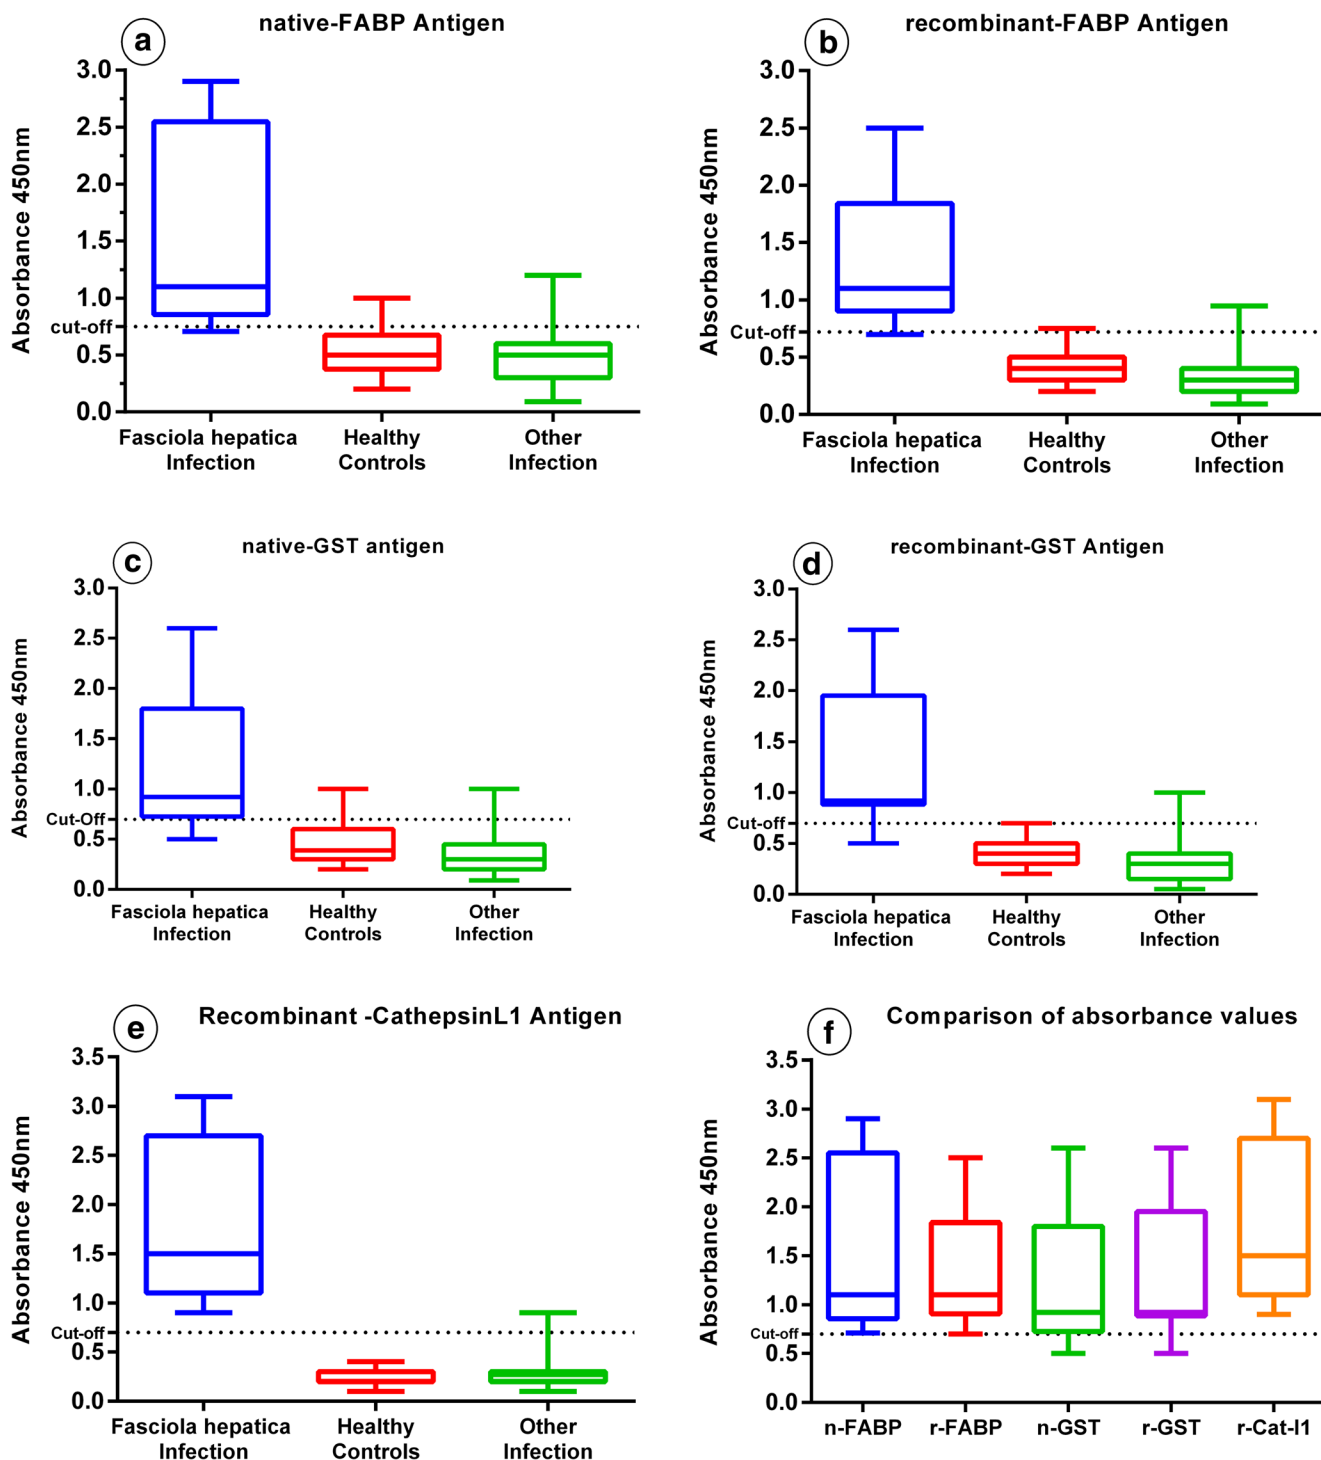 a
native-FABP Antigen
Absorbance 450nm
3.0
2.5
2.0
1.5
1.0
cut-off
0.5
0.0
Fasciola hepatica
Infection
Healthy
Controls
Other
Infection
b
recombinant-FABP Antigen
Absorbance 450nm
3.0
2.5
2.0
1.5
1.0
Cut-off
0.5
0.0
Fasciola hepatica
Infection
Healthy
Controls
Other
Infection
c
native-GST antigen
Absorbance 450nm
3.0
2.5
2.0
1.5
1.0
Cut-Off
0.5
0.0
Fasciola hepatica
Infection
Healthy
Controls
Other
Infection
d
recombinant-GST Antigen
Absorbance 450nm
3.0
2.5
2.0
1.5
1.0
Cut-off
0.5
0.0
Fasciola hepatica
Infection
Healthy
Controls
Other
Infection
e
Recombinant -CathepsinL1 Antigen
Absorbance 450nm
3.5
3.0
2.5
2.0
1.5
1.0
Cut-off
0.5
0.0
Fasciola hepatica
Infection
Healthy
Controls
Other
Infection
f
Comparison of absorbance values
Absorbance 450nm
3.5
3.0
2.5
2.0
1.5
1.0
Cut-off
0.5
0.0
n-FABP
r-FABP
n-GST
r-GST
r-Cat-l1